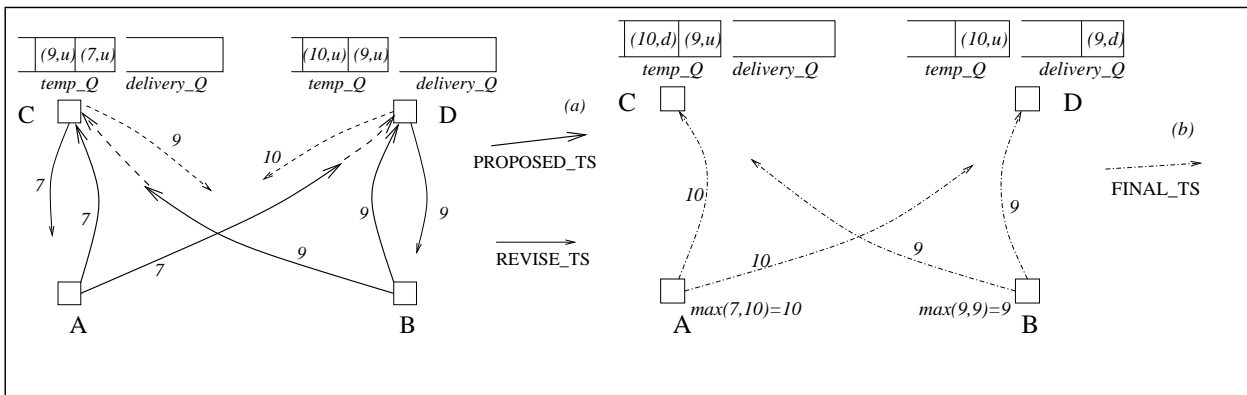 (9,u) (7,u)
temp_Q delivery_Q
(10,u) (9,u)
temp_Q delivery_Q
(10,d) (9,u)
temp_Q delivery_Q
(10,u) (9,d)
temp_Q delivery_Q
C
D
(a)
C
D
(b)
9
10
PROPOSED_TS
7
7
9
9
10
9
FINAL_TS
REVISE_TS
9
7
9
10
A
B
max(7,10)=10
A
max(9,9)=9
B